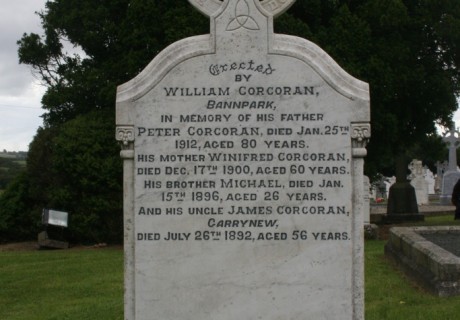 Erected
BY
WILLIAM CORCORAN,
BANNPARK,
IN MEMORY OF HIS FATHER
PETER CORCORAN, DIED JAN. 25TH
1912, AGED 80 YEARS.
HIS MOTHER WINIFRED CORCORAN,
DIED DEC. 17TH 1900, AGED 60 YEARS.
HIS BROTHER MICHAEL, DIED JAN.
15TH 1896, AGED 26 YEARS.
AND HIS UNCLE JAMES CORCORAN,
GARRYNEW,
DIED JULY 26TH 1892, AGED 56 YEARS.